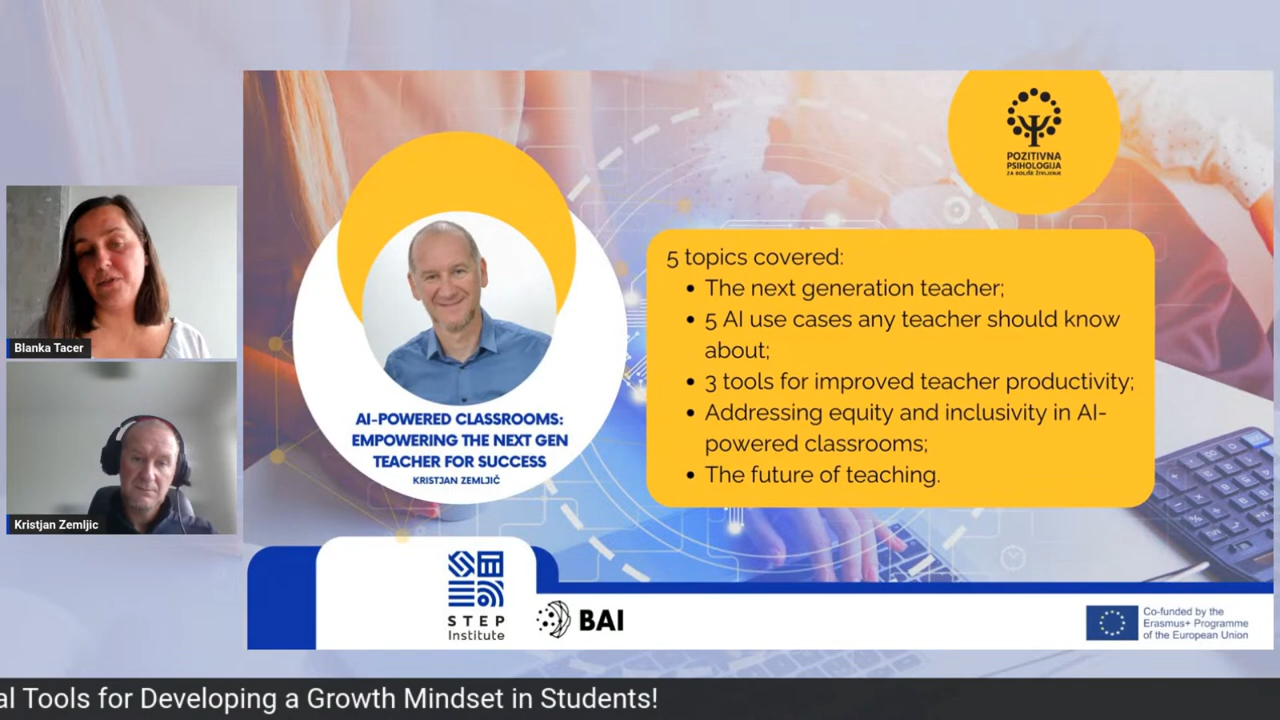 POZITIVNA
PSIHOLOGIJA
ZA BOLJŠE ŽIVLJENJE
5 topics covered:
• The next generation teacher;
• 5 AI use cases any teacher should know
about;
• 3 tools for improved teacher productivity;
• Addressing equity and inclusivity in AI-
powered classrooms;
• The future of teaching.
Blanka Tacer
Kristjan Zemljic
AI-POWERED CLASSROOMS:
EMPOWERING THE NEXT GEN
TEACHER FOR SUCCESS
KRISTJAN ZEMLJIČ
STEP
Institute
BAI
Co-funded by the
Erasmus+ Programme
of the European Union
al Tools for Developing a Growth Mindset in Students!